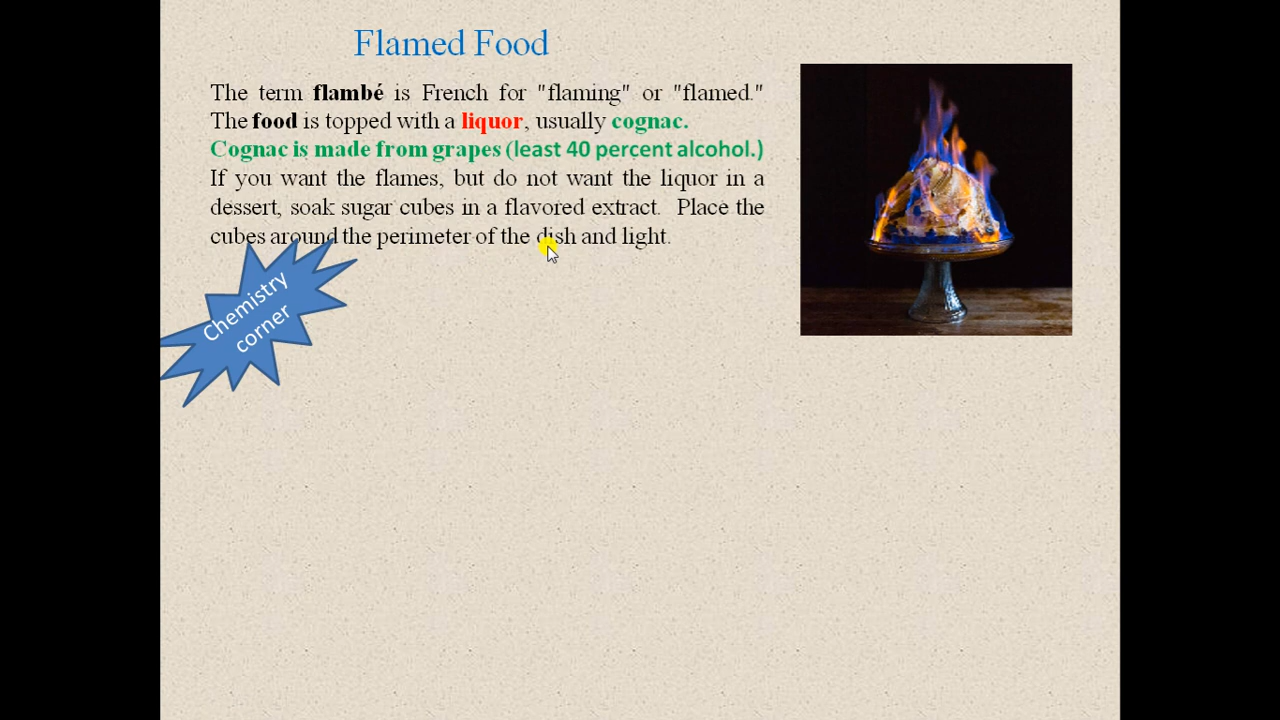 Flamed Food
The term flambé is French for "flaming" or "flamed."
The food is topped with a liquor, usually cognac.
Cognac is made from grapes (least 40 percent alcohol.)
If you want the flames, but do not want the liquor in a
dessert, soak sugar cubes in a flavored extract. Place the
cubes around the perimeter of the dish and light.
Chemistry
corner